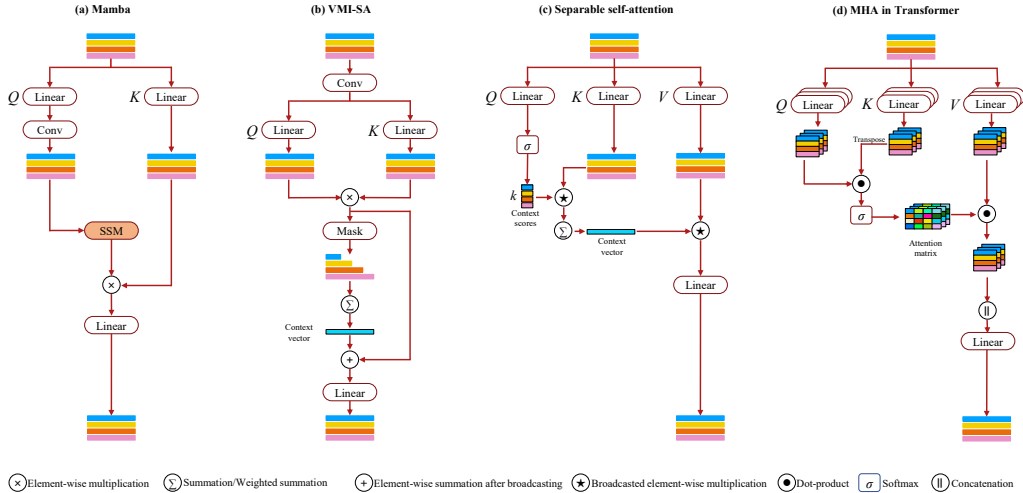 (a) Mamba
(b) VMI-SA
(c) Separable self-attention
(d) MHA in Transformer
Q
Linear
K
Linear
Conv
SSM
×
Linear
Conv
Q
Linear
K
Linear
×
Mask
Σ
Context
vector
+
Linear
Q
Linear
K
Linear
V
Linear
σ
k
Context
scores
★
Σ
Context
vector
★
Linear
Q
Linear
K
Linear
V
Linear
Transpose
σ
Attention
matrix
||
Linear
× Element-wise multiplication
Σ Summation/Weighted summation
+ Element-wise summation after broadcasting
★ Broadcasted element-wise multiplication
Dot-product
σ Softmax
|| Concatenation